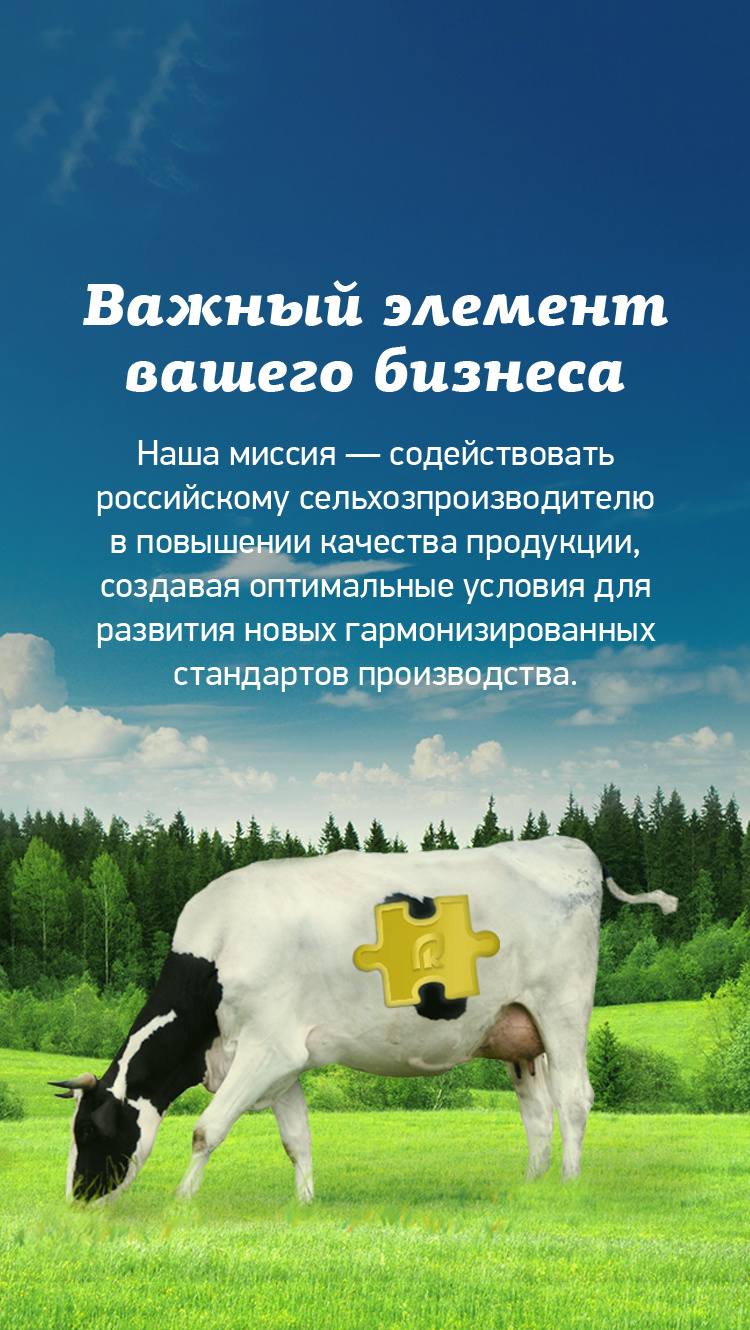 Важный элемент
вашего бизнеса
Наша миссия — содействовать
российскому сельхозпроизводителю
в повышении качества продукции,
создавая оптимальные условия для
развития новых гармонизированных
стандартов производства.